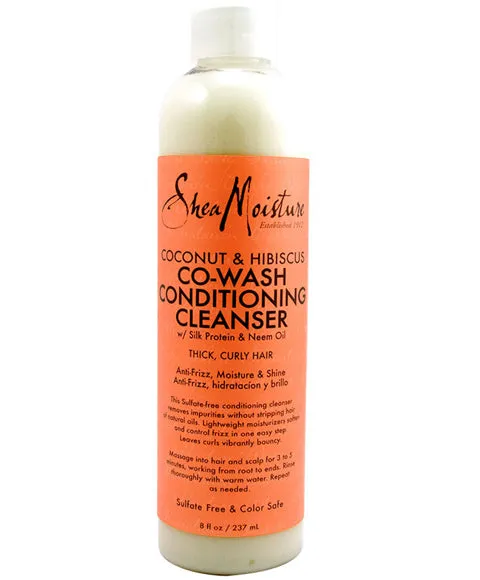 SheaMoisture
Established 1912
COCONUT & HIBISCUS
CO-WASH
CONDITIONING
CLEANSER
w/ Silk Protein & Neem Oil
THICK, CURLY HAIR
Anti-Frizz, Moisture & Shine
Anti-Frizz, hidratacíon y brillo
This Sulfate-free conditioning cleanser
removes impurities without stripping hair
of natural oils. Lightweight moisturizers soften
and control frizz in one easy step.
Leaves curls vibrantly bouncy.
Massage into hair and scalp for 3 to 5
minutes, working from root to ends. Rinse
thoroughly with warm water. Repeat
as needed.
Sulfate Free & Color Safe
8 fl oz / 237 mL